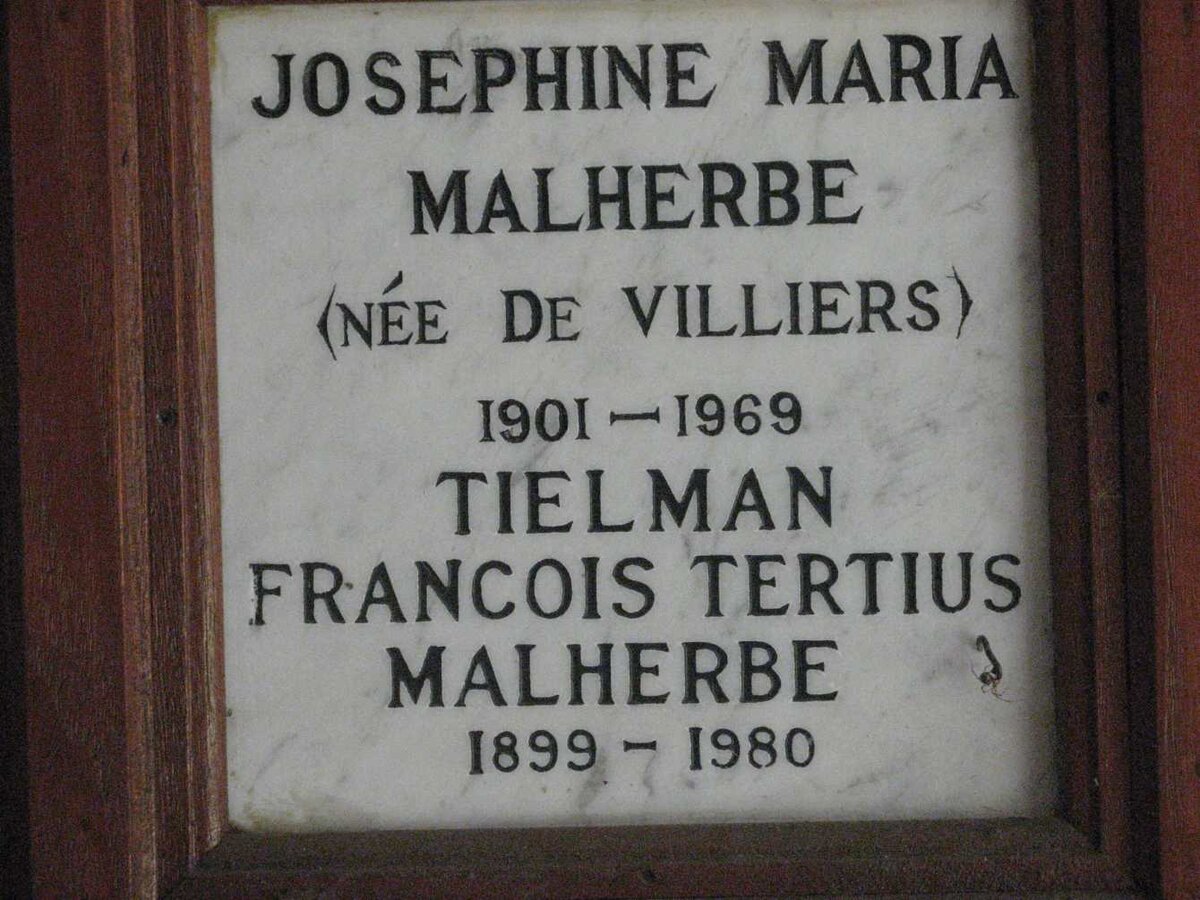 JOSEPHINE MARIA
MALHERBE
(NÉE DE VILLIERS)
1901 – 1969
TIELMAN
FRANCOIS TERTIUS
MALHERBE
1899 – 1980